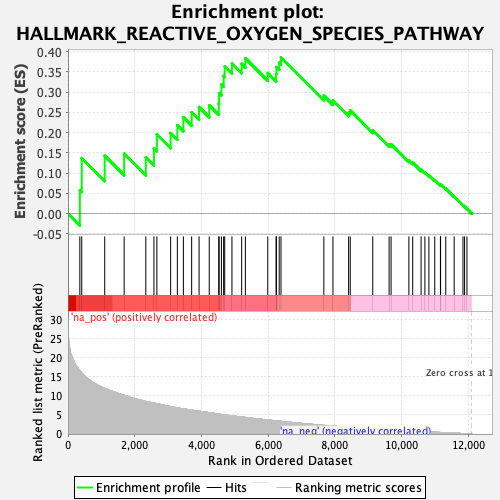 Enrichment plot:
HALLMARK_REACTIVE_OXYGEN_SPECIES_PATHWAY
Enrichment score (ES)
0.40
0.35
0.30
0.25
0.20
0.15
0.10
0.05
0.00
-0.05
'na_pos' (positively correlated)
Ranked list metric (PreRanked)
30
25
20
15
10
5
0
Zero cross at 1
'na_neg' (negatively correlated)
0
2,000
4,000
6,000
8,000
10,000
12,000
Rank in Ordered Dataset
Enrichment profile
Hits
Ranking metric scores